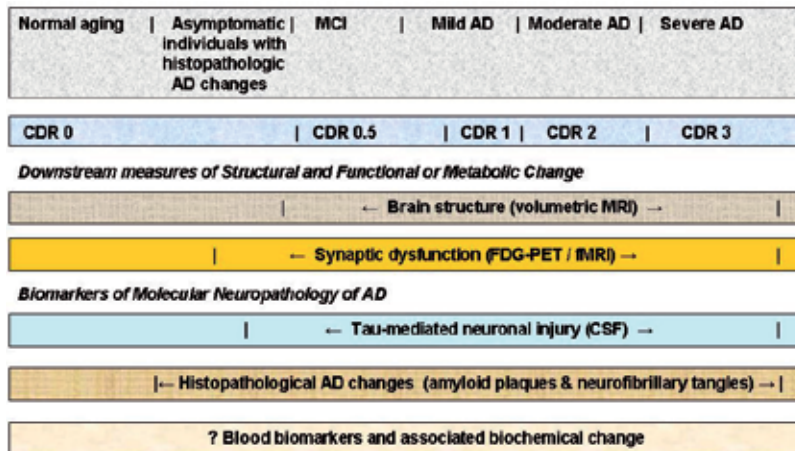 Normal aging | Asymptomatic | MCI | Mild AD | Moderate AD | Severe AD
individuals with
histopathologic
AD changes
CDR 0 | CDR 0.5 | CDR 1 | CDR 2 | CDR 3
Downstream measures of Structural and Functional or Metabolic Change
| ← Brain structure (volumetric MRI) → |
| ← Synaptic dysfunction (FDG-PET / fMRI) → |
Biomarkers of Molecular Neuropathology of AD
| ← Tau-mediated neuronal injury (CSF) → |
|← Histopathological AD changes (amyloid plaques & neurofibrillary tangles) →|
? Blood biomarkers and associated biochemical change